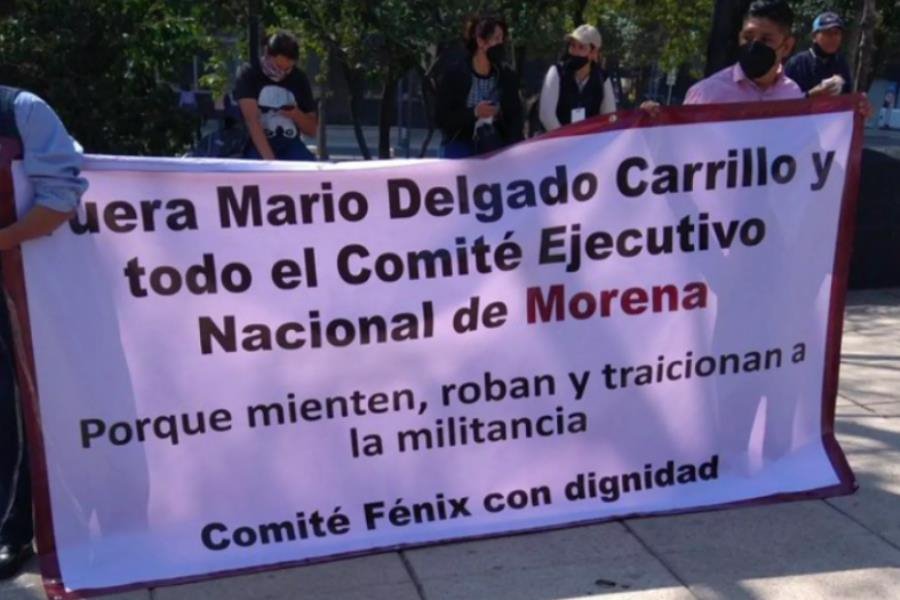 uera Mario Delgado Carrillo y
todo el Comité Ejecutivo
Nacional de Morena
Porque mienten, roban y traicionan a
la militancia
Comité Fénix con dignidad